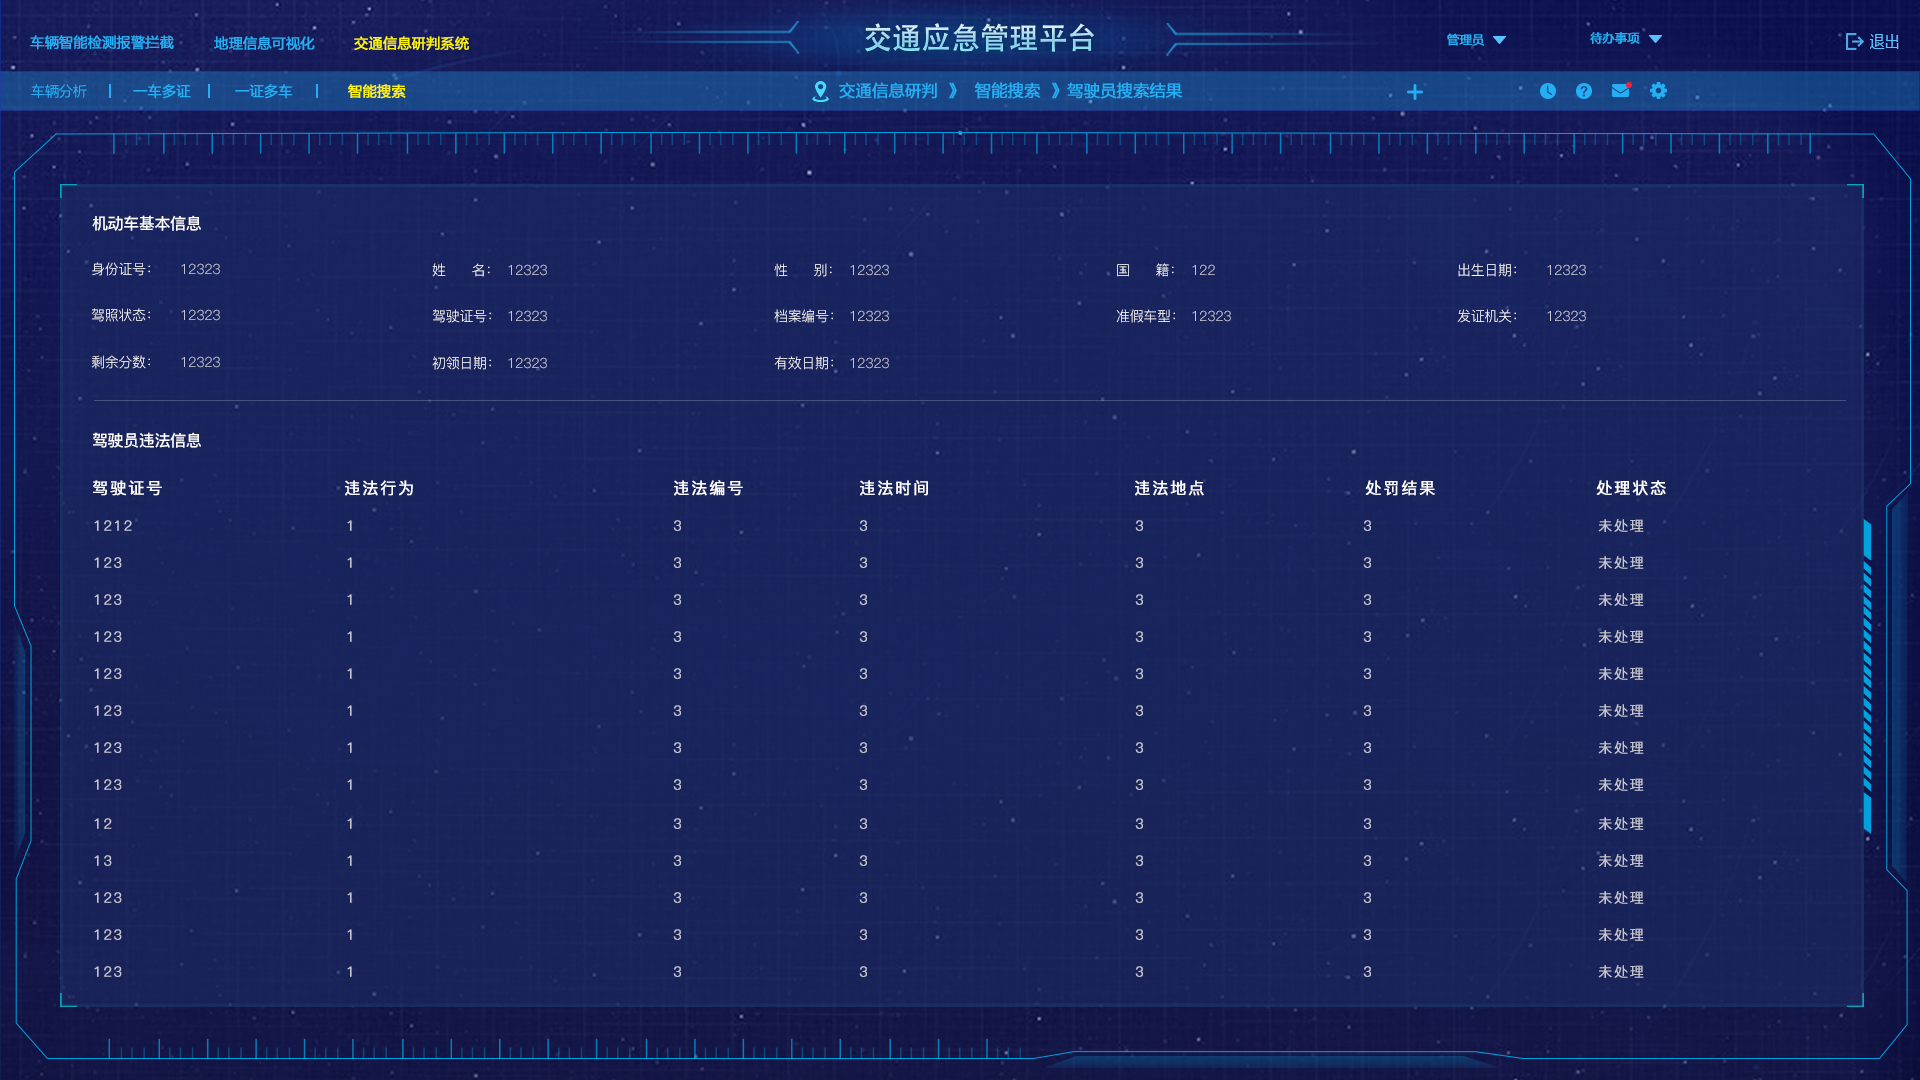 交通应急管理平台
车辆智能检测报警拦截 地理信息可视化 交通信息研判系统 管理员 待办事项 退出
车辆分析 一车多证 一证多车 智能搜索 交通信息研判 》 智能搜索 》驾驶员搜索结果
机动车基本信息
身份证号： 12323 姓 名： 12323 性 别： 12323 国 籍： 122 出生日期： 12323
驾照状态： 12323 驾驶证号： 12323 档案编号： 12323 准假车型： 12323 发证机关： 12323
剩余分数： 12323 初领日期： 12323 有效日期： 12323
驾驶员违法信息
驾驶证号 违法行为 违法编号 违法时间 违法地点 处罚结果 处理状态
1212 1 3 3 3 3 未处理
123 1 3 3 3 3 未处理
123 1 3 3 3 3 未处理
123 1 3 3 3 3 未处理
123 1 3 3 3 3 未处理
123 1 3 3 3 3 未处理
123 1 3 3 3 3 未处理
123 1 3 3 3 3 未处理
12 1 3 3 3 3 未处理
13 1 3 3 3 3 未处理
123 1 3 3 3 3 未处理
123 1 3 3 3 3 未处理
123 1 3 3 3 3 未处理